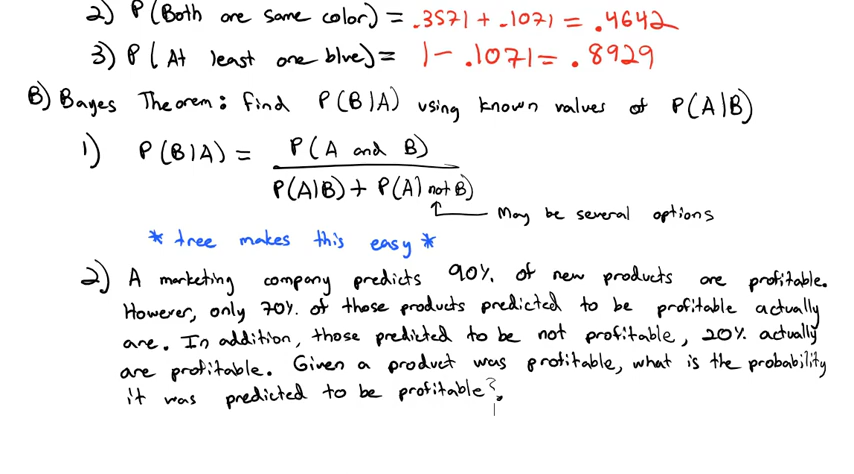 2) P(Both are same color) = .3571 + .1071 = .4642
3) P( At least one blue) = 1 - .1071 = .8929
B) Bayes Theorem: Find P(B|A) using known values of P(A|B)
1) P(B|A) = P(A and B)
P(A|B) + P(A| not B)
May be several options
* tree makes this easy *
2) A marketing company predicts 90% of new products are profitable.
However, only 70% of those products predicted to be profitable actually
are. In addition, those predicted to be not profitable, 20% actually
are profitable. Given a product was profitable, what is the probability
it was predicted to be profitable?